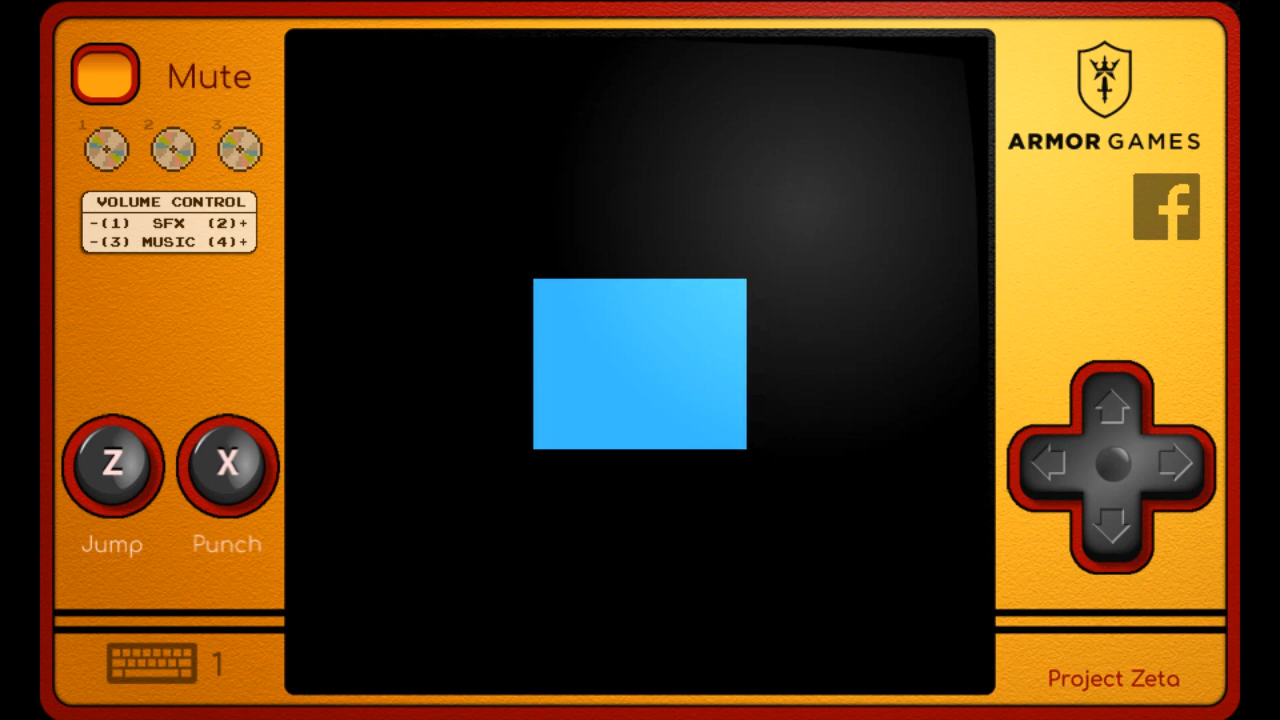 Mute
1 2 3
VOLUME CONTROL
-(1) SFX (2)+
-(3) MUSIC (4)+
Z X
Jump Punch
1
ARMOR GAMES
f
Project Zeta